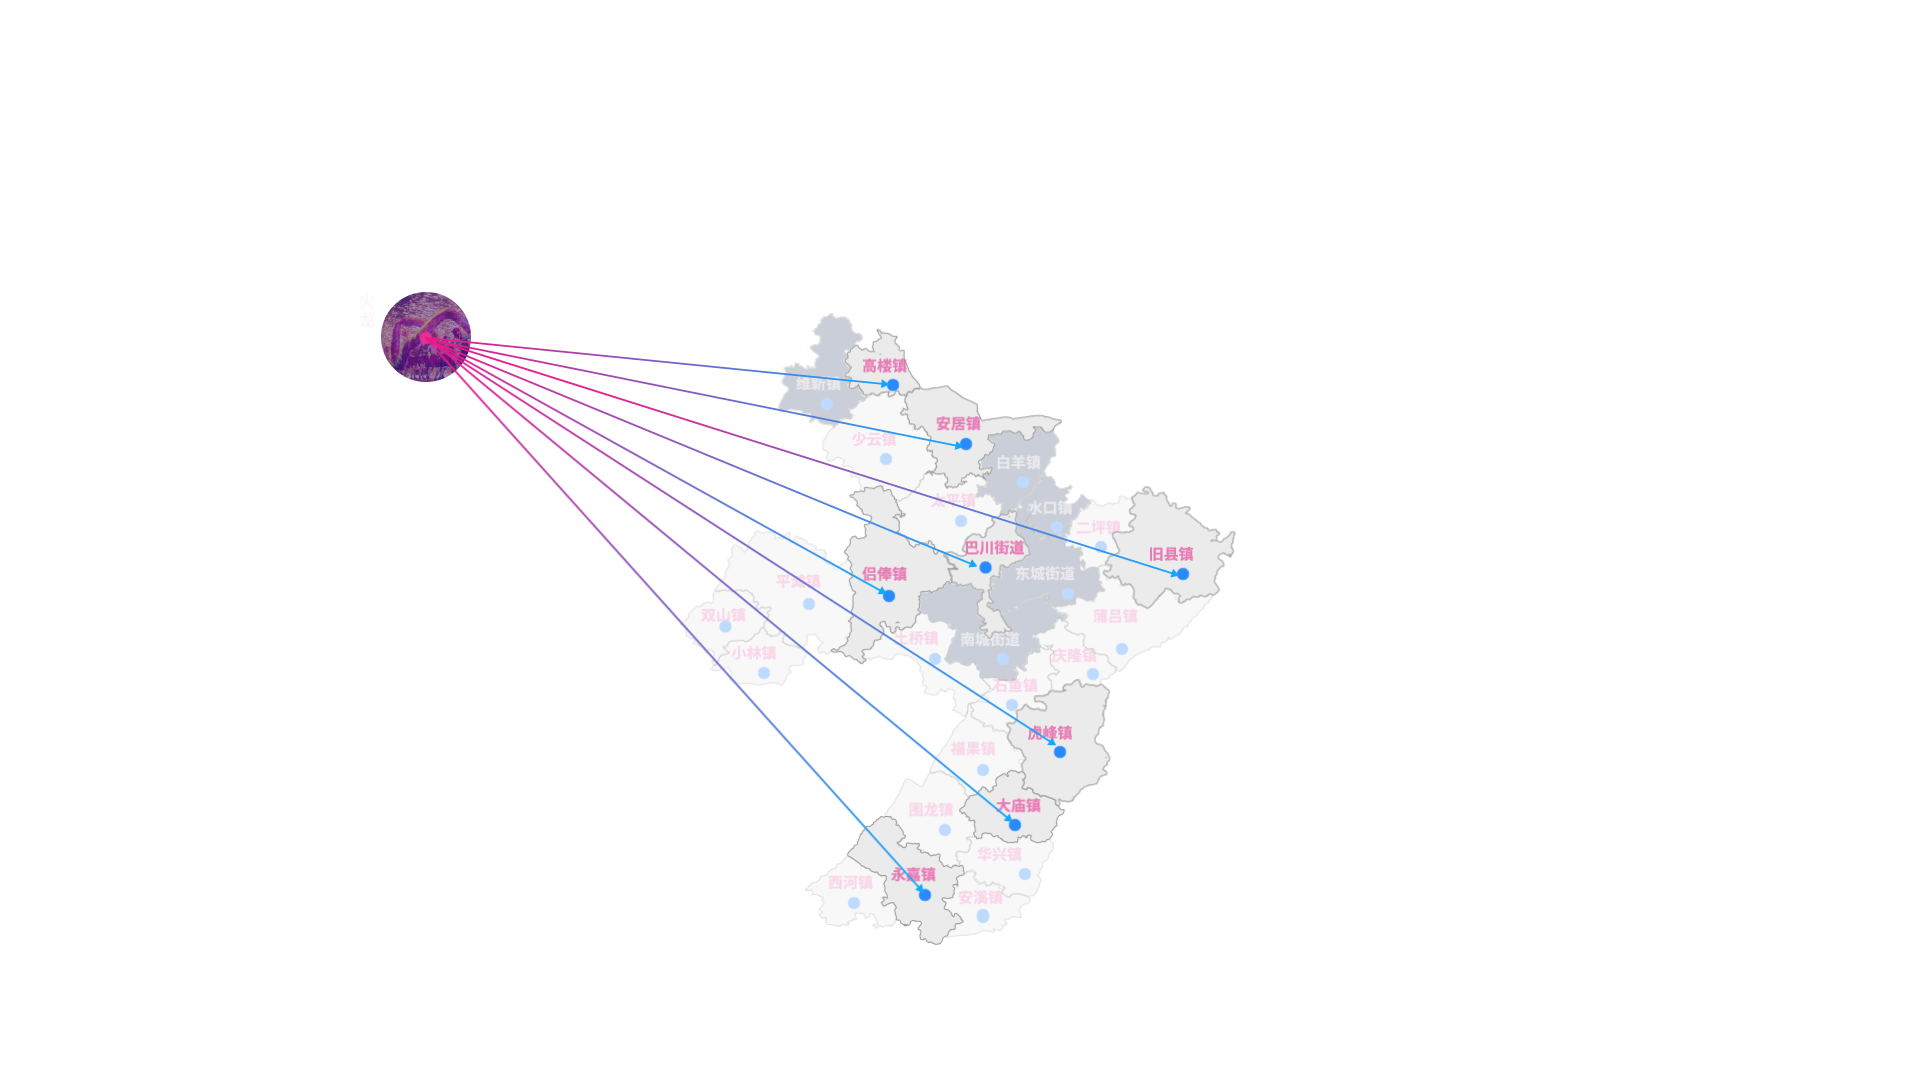 火
龙
高楼镇
维新镇
安居镇
少云镇
白羊镇
太平镇
水口镇
二坪镇
巴川街道
旧县镇
侣俸镇
东城街道
平滩镇
双山镇
蒲吕镇
土桥镇
南城街道
小林镇
庆隆镇
石鱼镇
虎峰镇
福果镇
大庙镇
围龙镇
华兴镇
永嘉镇
西河镇
安溪镇